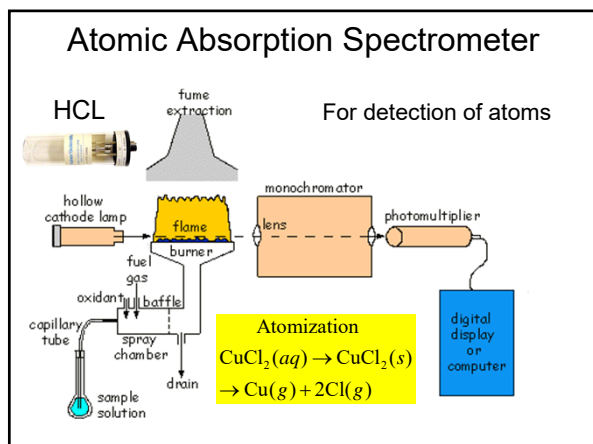 Atomic Absorption Spectrometer
HCL
fume
extraction
For detection of atoms
hollow
cathode lamp
flame
burner
lens
monochromator
photomultiplier
fuel
gas
oxidant
baffle
capillary
tube
spray
chamber
drain
sample
solution
Atomization
CuCl₂(aq) → CuCl₂(s)
→ Cu(g) + 2Cl(g)
digital
display
or
computer